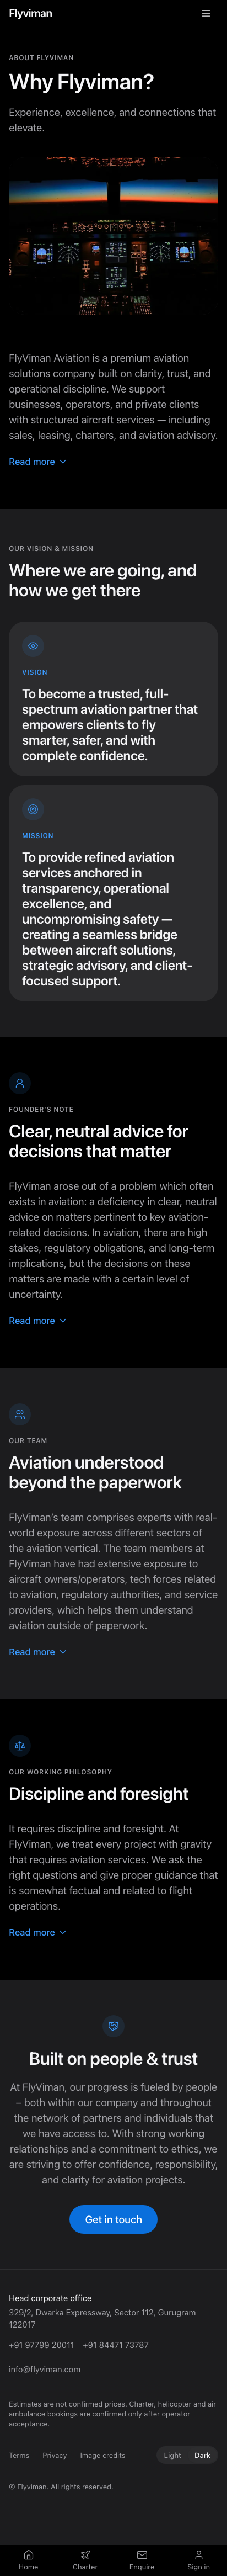 Flyviman
ABOUT FLYVIMAN
Why Flyviman?
Experience, excellence, and connections that
elevate.
FlyViman Aviation is a premium aviation
solutions company built on clarity, trust, and
operational discipline. We support
businesses, operators, and private clients
with structured aircraft services — including
sales, leasing, charters, and aviation advisory.
Read more
OUR VISION & MISSION
Where we are going, and
how we get there
VISION
To become a trusted, full-
spectrum aviation partner that
empowers clients to fly
smarter, safer, and with
complete confidence.
MISSION
To provide refined aviation
services anchored in
transparency, operational
excellence, and
uncompromising safety —
creating a seamless bridge
between aircraft solutions,
strategic advisory, and client-
focused support.
FOUNDER'S NOTE
Clear, neutral advice for
decisions that matter
FlyViman arose out of a problem which often
exists in aviation: a deficiency in clear, neutral
advice on matters pertinent to key aviation-
related decisions. In aviation, there are high
stakes, regulatory obligations, and long-term
implications, but the decisions on these
matters are made with a certain level of
uncertainty.
Read more
OUR TEAM
Aviation understood
beyond the paperwork
FlyViman's team comprises experts with real-
world exposure across different sectors of
the aviation vertical. The team members at
FlyViman have had extensive exposure to
aircraft owners/operators, tech forces related
to aviation, regulatory authorities, and service
providers, which helps them understand
aviation outside of paperwork.
Read more
OUR WORKING PHILOSOPHY
Discipline and foresight
It requires discipline and foresight. At
FlyViman, we treat every project with gravity
that requires aviation services. We ask the
right questions and give proper guidance that
is somewhat factual and related to flight
operations.
Read more
Built on people & trust
At FlyViman, our progress is fueled by people
– both within our company and throughout
the network of partners and individuals that
we have access to. With strong working
relationships and a commitment to ethics, we
are striving to offer confidence, responsibility,
and clarity for aviation projects.
Get in touch
Head corporate office
329/2, Dwarka Expressway, Sector 112, Gurugram
122017
+91 97799 20011 +91 84471 73787
info@flyviman.com
Estimates are not confirmed prices. Charter, helicopter and air
ambulance bookings are confirmed only after operator
acceptance.
Terms Privacy Image credits Light Dark
© Flyviman. All rights reserved.
Home Charter Enquire Sign in